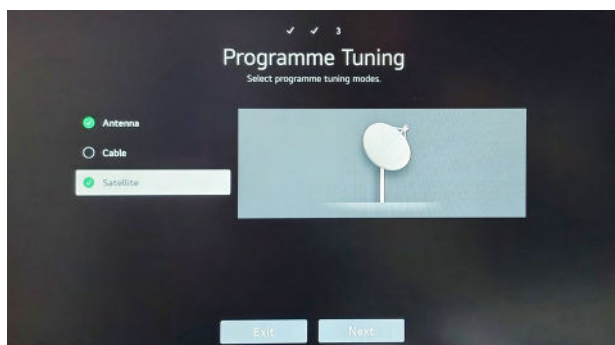 3
Programme Tuning
Select programme tuning modes.
Antenna
Cable
Satellite
Exit
Next